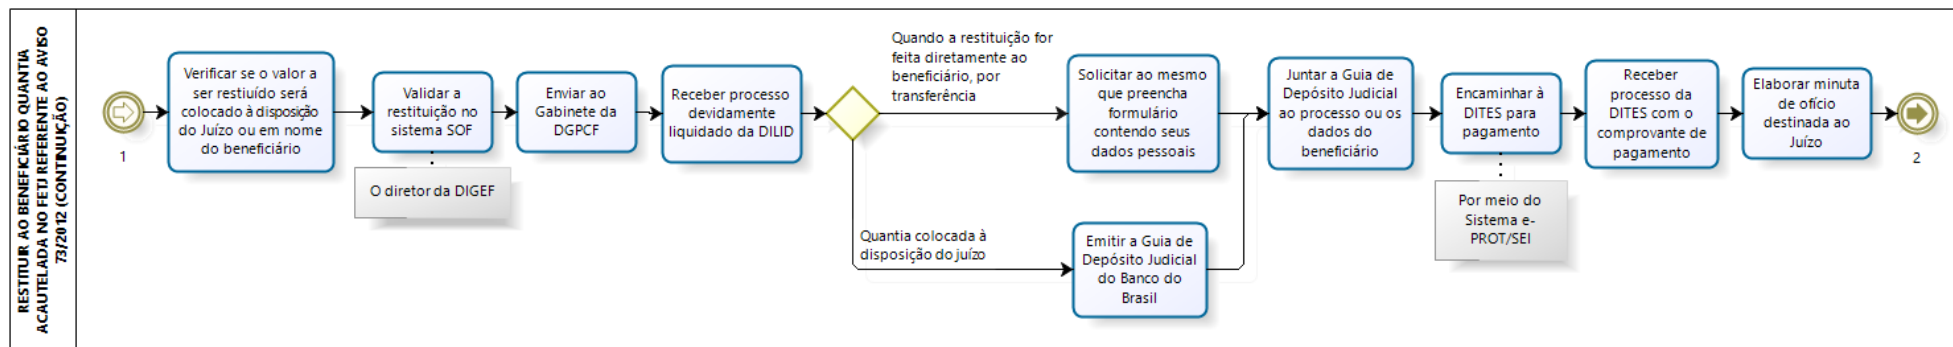 RESTITUIR AO BENEFICIÁRIO QUANTIA
ACAUTELADA NO FETJ REFERENTE AO AVISO
73/2012 (CONTINUIÇÃO)
1
Verificar se o valor a
ser restiuído será
colocado à disposição
do Juízo ou em nome
do beneficiário
Validar a
restituição no
sistema SOF
O diretor da DIGEF
Enviar ao
Gabinete da
DGPCF
Receber processo
devidamente
liquidado da DILID
Quando a restituição for
feita diretamente ao
beneficiário, por
transferência
Solicitar ao mesmo
que preencha
formulário
contendo seus
dados pessoais
Quantia colocada à
disposição do juízo
Emitir a Guia de
Depósito Judicial
do Banco do
Brasil
Juntar a Guia de
Depósito Judicial
ao processo ou os
dados do
beneficiário
Encaminhar à
DITES para
pagamento
Por meio do
Sistema e-
PROT/SEI
Receber
processo da
DITES com o
comprovante de
pagamento
Elaborar minuta
de ofício
destinada ao
Juízo
2